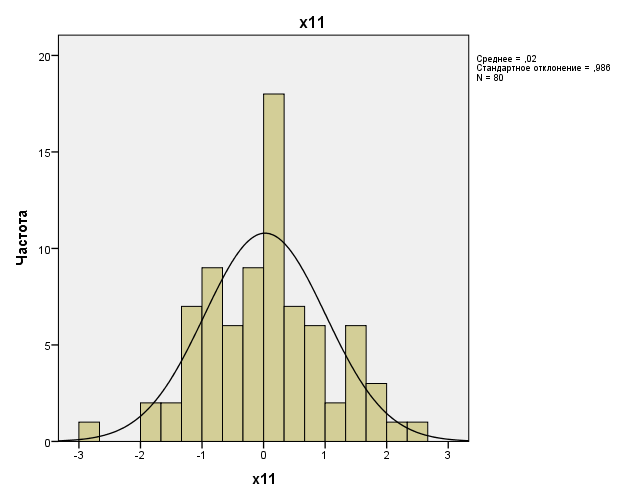 x11
Среднее = ,02
Стандартное отклонение = ,986
N = 80
Частота
20
15
10
5
0
-3 -2 -1 0 1 2 3
x11